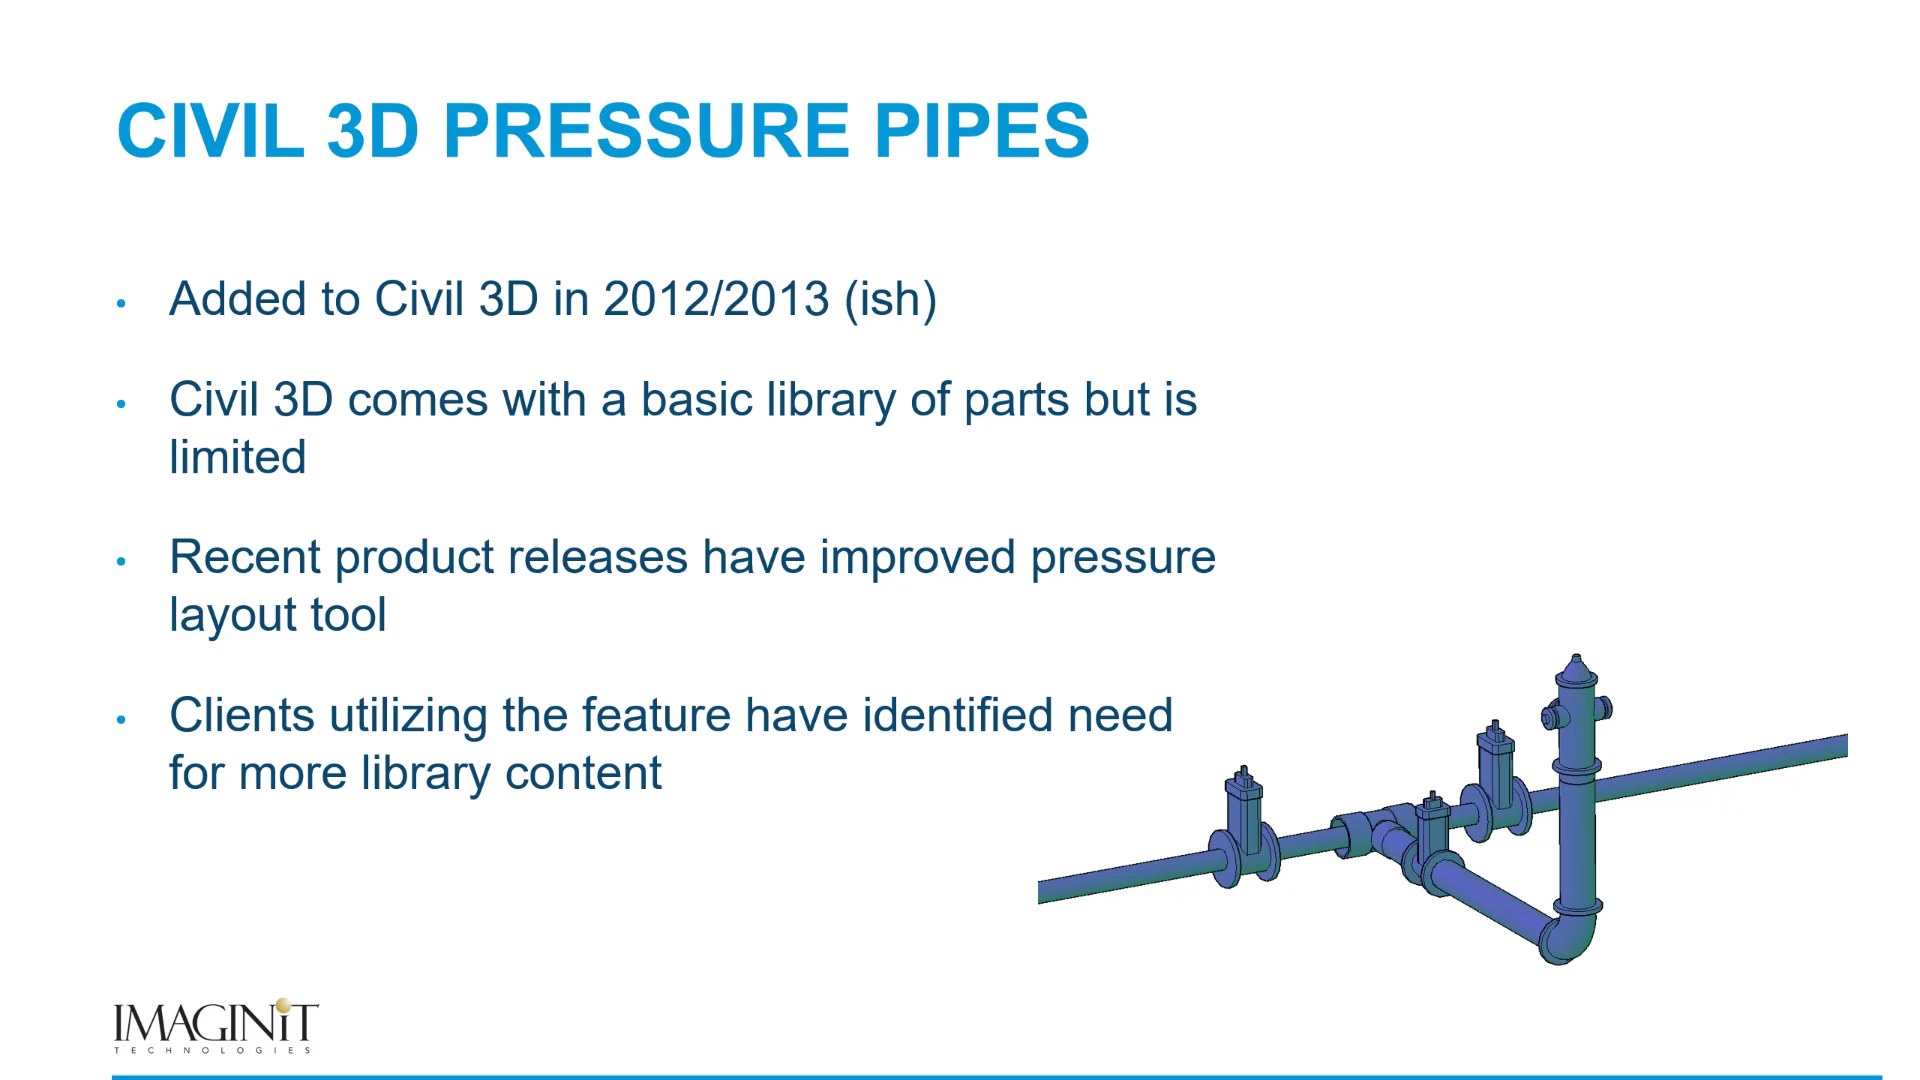 CIVIL 3D PRESSURE PIPES
• Added to Civil 3D in 2012/2013 (ish)
• Civil 3D comes with a basic library of parts but is
limited
• Recent product releases have improved pressure
layout tool
• Clients utilizing the feature have identified need
for more library content
IMAGINiT
TECHNOLOGIES